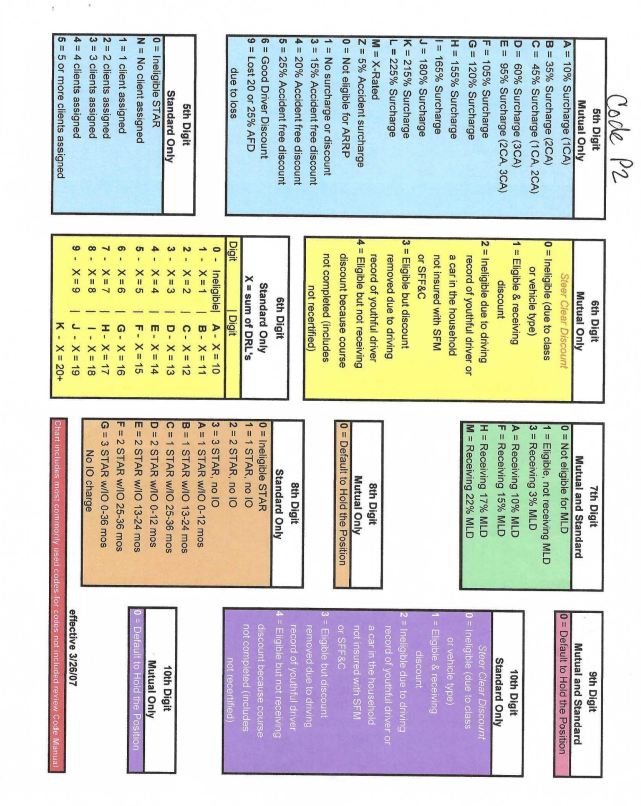 Code P2
5th Digit
Mutual Only
A = 10% Surcharge (1CA)
B = 35% Surcharge (2CA)
C = 45% Surcharge (1CA, 2CA)
D = 60% Surcharge (3CA)
E = 95% Surcharge (2CA, 3CA)
F = 105% Surcharge
G = 120% Surcharge
H = 155% Surcharge
I = 165% Surcharge
J = 180% Surcharge
K = 215% Surcharge
L = 225% Surcharge
M = X-Rated
Z = 5% Accident surcharge
0 = Not eligible for ARRP
1 = No surcharge or discount
3 = 15% Accident free discount
4 = 20% Accident free discount
5 = 25% Accident free discount
6 = Good Driver Discount
9 = Lost 20 or 25% AFD
due to loss
5th Digit
Standard Only
0 = Ineligible STAR
N = No client assigned
1 = 1 client assigned
2 = 2 clients assigned
3 = 3 clients assigned
4 = 4 clients assigned
5 = 5 or more clients assigned
6th Digit
Mutual Only
Steer Clear Discount
0 = Ineligible (due to class
or vehicle type)
1 = Eligible & receiving
discount
2 = Ineligible due to driving
record of youthful driver or
a car in the household
not insured with SFM
or SFF&C
3 = Eligible but discount
removed due to driving
record of youthful driver
4 = Eligible but not receiving
discount because course
not completed (includes
not recertified)
6th Digit
Standard Only
X = sum of DRL's
Digit | Digit
0 - Ineligible | A - X = 10
1 - X = 1 | B - X = 11
2 - X = 2 | C - X = 12
3 - X = 3 | D - X = 13
4 - X = 4 | E - X = 14
5 - X = 5 | F - X = 15
6 - X = 6 | G - X = 16
7 - X = 7 | H - X = 17
8 - X = 8 | I - X = 18
9 - X = 9 | J - X = 19
K - X = 20+
7th Digit
Mutual and Standard
0 = Not eligible for MLD
1 = Eligible, not receiving MLD
3 = Receiving 3% MLD
A = Receiving 10% MLD
F = Receiving 15% MLD
H = Receiving 17% MLD
M = Receiving 22% MLD
8th Digit
Mutual Only
0 = Default to Hold the Position
8th Digit
Standard Only
0 = Ineligible STAR
1 = 1 STAR, no IO
2 = 2 STAR, no IO
3 = 3 STAR, no IO
A = 1 STAR w/IO 0-12 mos
B = 1 STAR w/IO 13-24 mos
C = 1 STAR w/IO 25-36 mos
D = 2 STAR w/IO 0-12 mos
E = 2 STAR w/IO 13-24 mos
F = 2 STAR w/IO 25-36 mos
G = 3 STAR w/IO 0-36 mos
No IO charge
9th Digit
Mutual and Standard
0 = Default to Hold the Position
10th Digit
Standard Only
Steer Clear Discount
0 = Ineligible (due to class
or vehicle type)
1 = Eligible & receiving
discount
2 = Ineligible due to driving
record of youthful driver or
a car in the household
not insured with SFM
or SFF&C
3 = Eligible but discount
removed due to driving
record of youthful driver
4 = Eligible but not receiving
discount because course
not completed (includes
not recertified)
10th Digit
Mutual Only
0 = Default to Hold the Position
effective 3/26/07
Chart includes most commonly used codes for codes not included review Code Manual